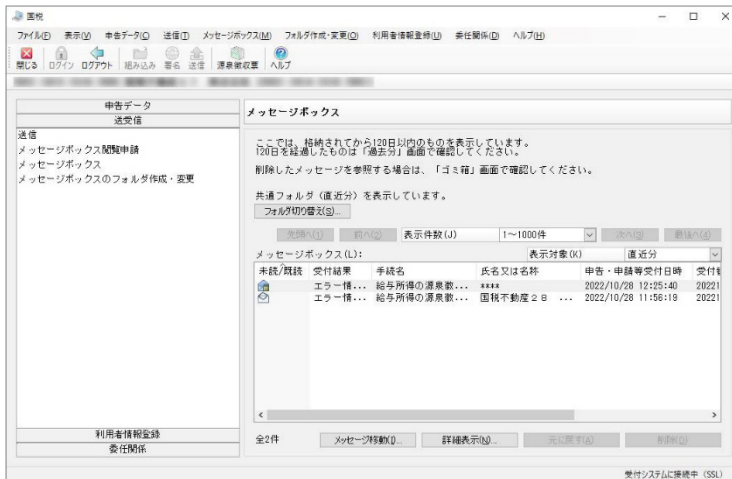 国税
ファイル(F) 表示(V) 申告データ(C) 送信(T) メッセージボックス(M) フォルダ作成・変更(O) 利用者情報登録(U) 委任関係(D) ヘルプ(H)
閉じる ログイン ログアウト 組み込み 署名 送信 源泉徴収票 ヘルプ
申告データ
送受信
送信
メッセージボックス閲覧申請
メッセージボックス
メッセージボックスのフォルダ作成・変更
利用者情報登録
委任関係
メッセージボックス
ここでは、格納されてから120日以内のものを表示しています。
120日を経過したものは「過去分」画面で確認してください。
削除したメッセージを参照する場合は、「ゴミ箱」画面で確認してください。
共通フォルダ（直近分）を表示しています。
フォルダ切り替え(S)...
先頭へ(1) 前へ(2) 表示件数(J) 1～1000件 次へ(3) 最後へ(4)
メッセージボックス(L): 表示対象(K) 直近分
未読/既読 受付結果 手続名 氏名又は名称 申告・申請等受付日時 受付
エラー情... 給与所得の源泉徴... **** 2022/10/28 12:25:40 20221
エラー情... 給与所得の源泉徴... 国税不動産２８ ... 2022/10/28 11:56:19 20221
全2件 メッセージ移動(I)... 詳細表示(N)... 元に戻す(A) 削除(D)
受付システムに接続中（SSL）